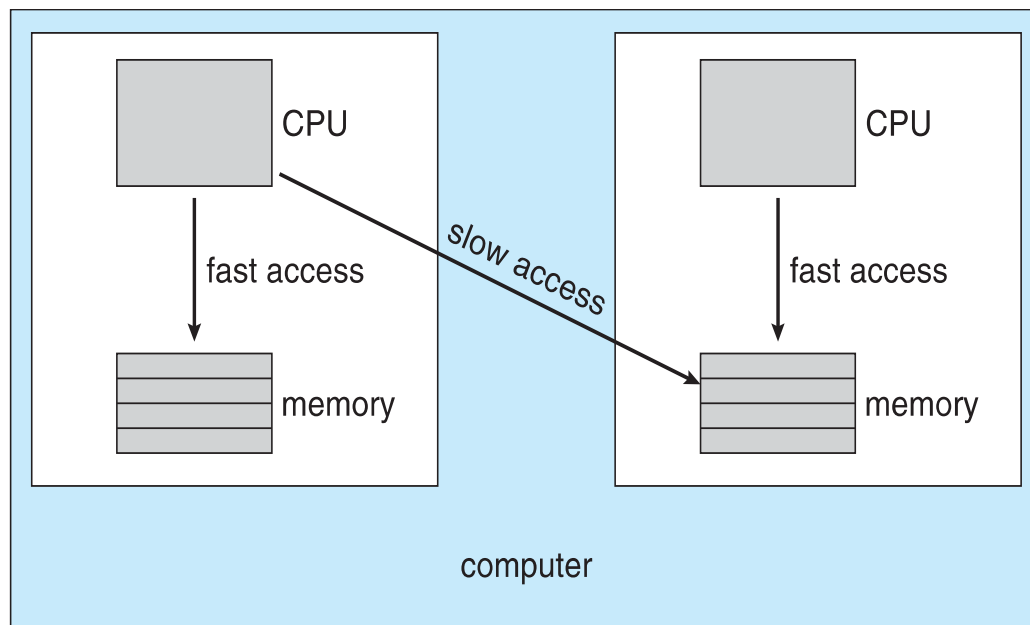 CPU
CPU
slow access
fast access
fast access
memory
memory
computer